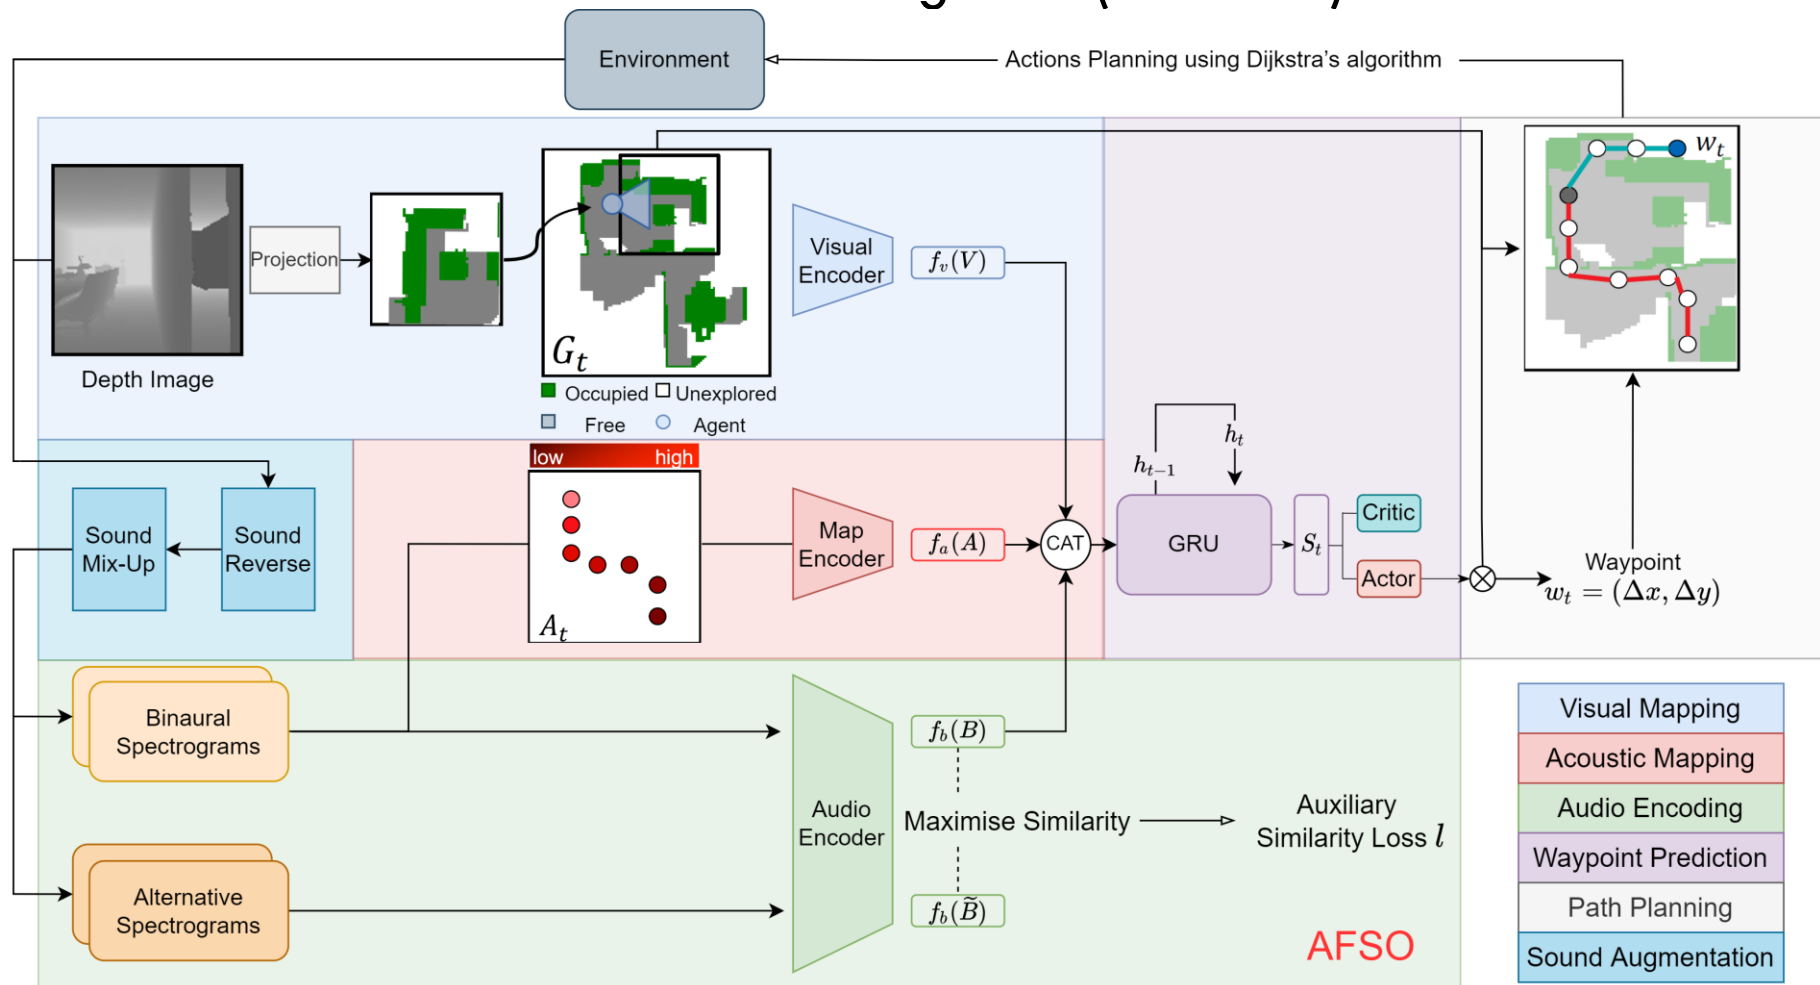 Environment
Actions Planning using Dijkstra's algorithm
w_t
Projection
Visual
Encoder
f_v(V)
G_t
Depth Image
Occupied
Unexplored
Free
Agent
low
high
h_t
h_{t-1}
Sound
Mix-Up
Sound
Reverse
Map
Encoder
f_a(A)
CAT
GRU
S_t
Critic
Actor
Waypoint
w_t = (Δx, Δy)
A_t
Binaural
Spectrograms
f_b(B)
Audio
Encoder
Maximise Similarity
Auxiliary
Similarity Loss l
Alternative
Spectrograms
f_b(B̃)
AFSO
Visual Mapping
Acoustic Mapping
Audio Encoding
Waypoint Prediction
Path Planning
Sound Augmentation